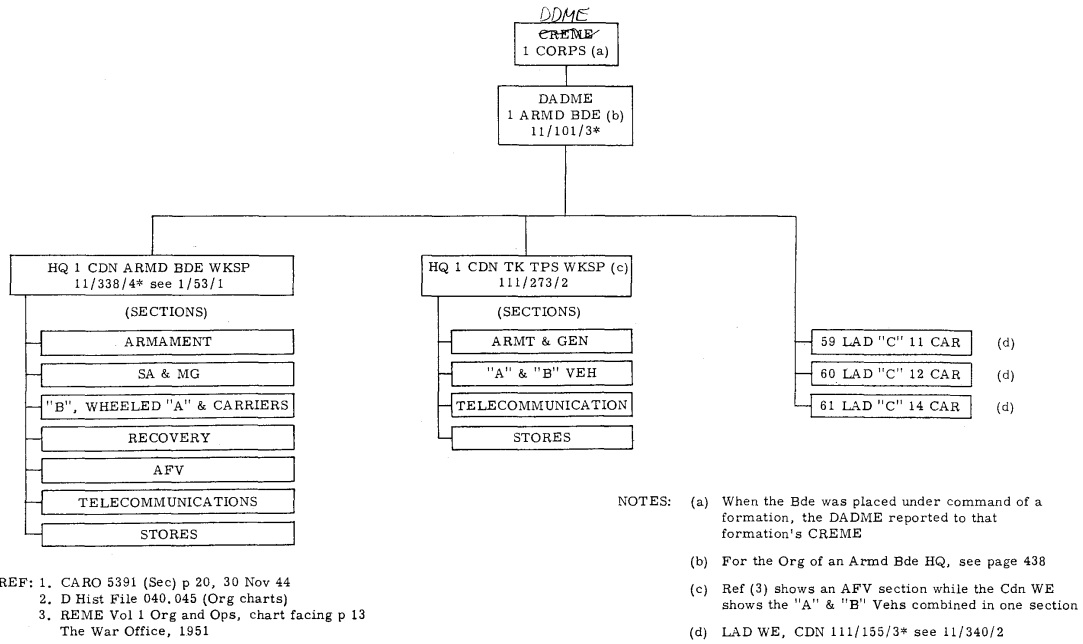 DDME
CREME
1 CORPS (a)
DADME
1 ARMD BDE (b)
11/101/3*
HQ 1 CDN ARMD BDE WKSP
11/338/4* see 1/53/1
(SECTIONS)
ARMAMENT
SA & MG
"B", WHEELED "A" & CARRIERS
RECOVERY
AFV
TELECOMMUNICATIONS
STORES
HQ 1 CDN TK TPS WKSP (c)
111/273/2
(SECTIONS)
ARMT & GEN
"A" & "B" VEH
TELECOMMUNICATION
STORES
59 LAD "C" 11 CAR (d)
60 LAD "C" 12 CAR (d)
61 LAD "C" 14 CAR (d)
REF: 1. CARO 5391 (Sec) p 20, 30 Nov 44
2. D Hist File 040.045 (Org charts)
3. REME Vol 1 Org and Ops, chart facing p 13
The War Office, 1951
NOTES: (a) When the Bde was placed under command of a
formation, the DADME reported to that
formation's CREME
(b) For the Org of an Armd Bde HQ, see page 438
(c) Ref (3) shows an AFV section while the Cdn WE
shows the "A" & "B" Vehs combined in one section
(d) LAD WE, CDN 111/155/3* see 11/340/2